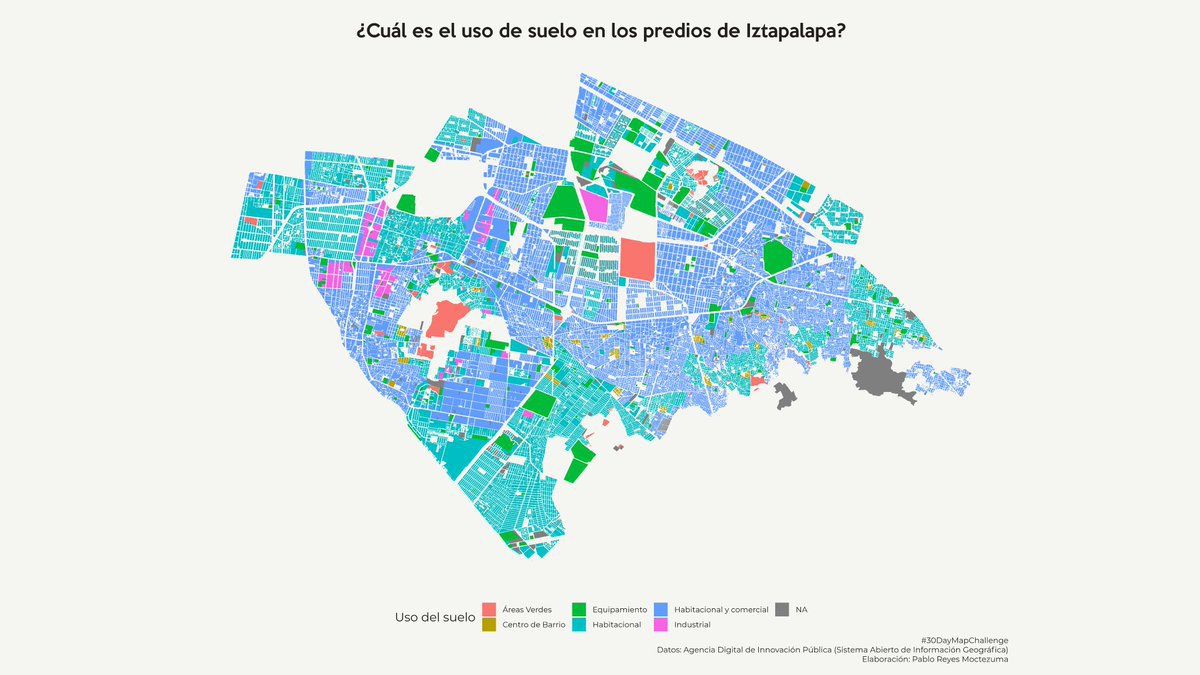 ¿Cuál es el uso de suelo en los predios de Iztapalapa?
Uso del suelo
Áreas Verdes
Centro de Barrio
Equipamiento
Habitacional
Habitacional y comercial
Industrial
NA
#30DayMapChallenge
Datos: Agencia Digital de Innovación Pública (Sistema Abierto de Información Geográfica)
Elaboración: Pablo Reyes Moctezuma